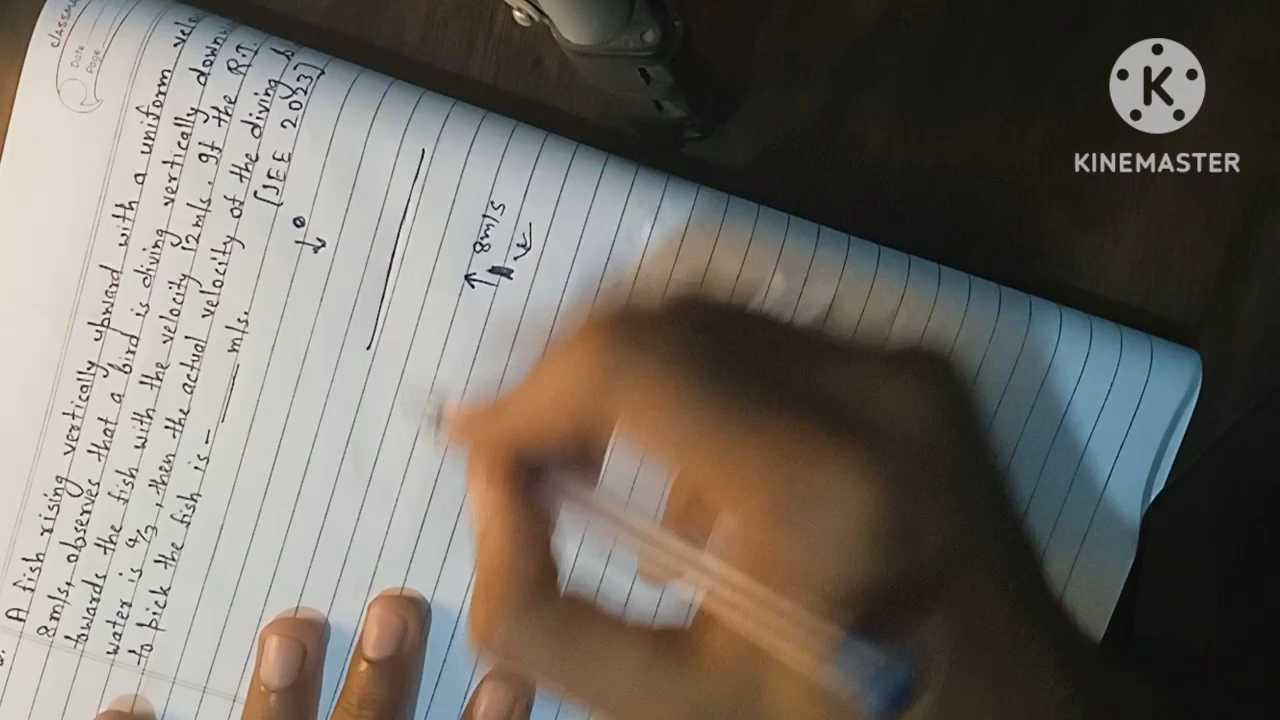 classm
Date
Page
A fish rising vertically upward with a uniform velo
8m/s, observes that a bird is diving vertically downw
towards the fish with the velocity 12m/s. If the R.I.
water is 4/3, then the actual velocity of the diving b
to pick the fish is - ___ m/s.
[JEE 2023]
↑ 8m/s
K
KINEMASTER